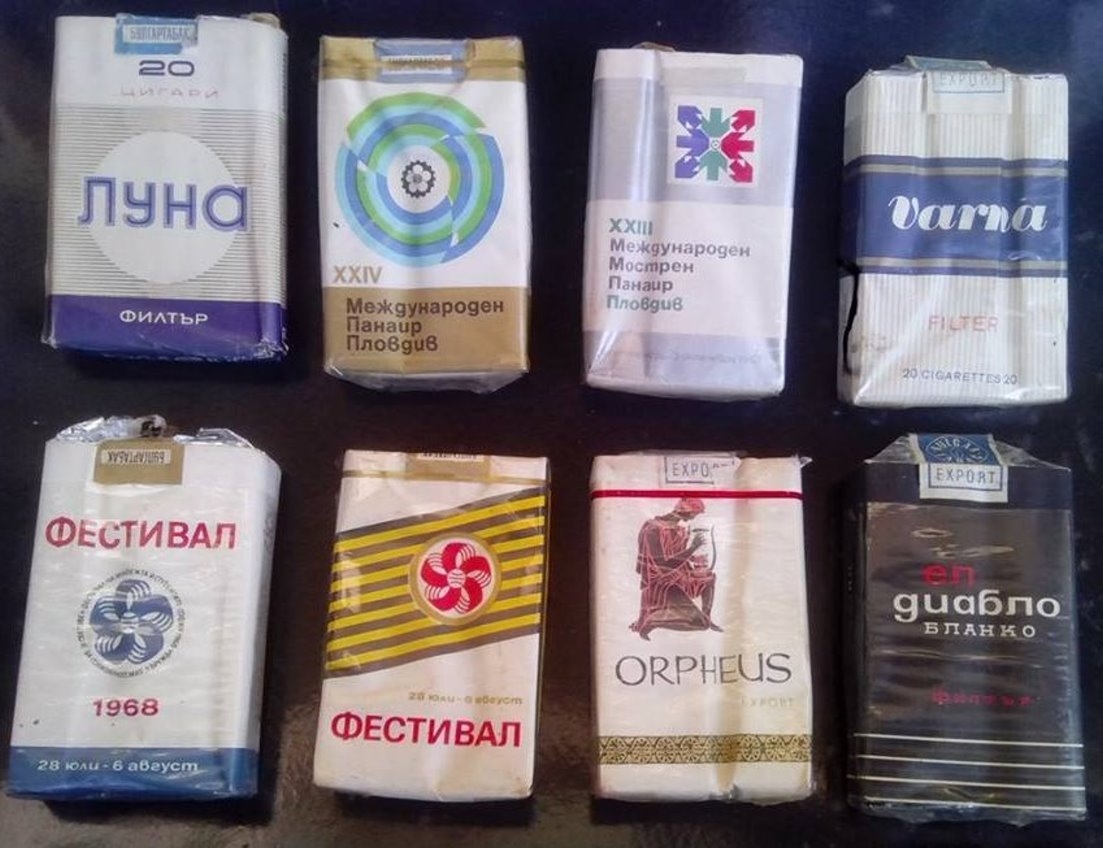 БУЛГАРТАБАК
20
ЦИГАРИ
Луна
ФИЛТЪР
БУЛГАРТАБАК
XXIV
Международен
Панаир
Пловдив
XXIII
Международен
Мострен
Панаир
Пловдив
EXPORT
Varna
FILTER
20 CIGARETTES 20
БУЛГАРТАБАК
ФЕСТИВАЛ
1968
28 юли - 6 август
28 юли - 6 август
ФЕСТИВАЛ
EXPORT
ORPHEUS
EXPORT
EXPORT
ел
диабло
БЛАНКО
филтър